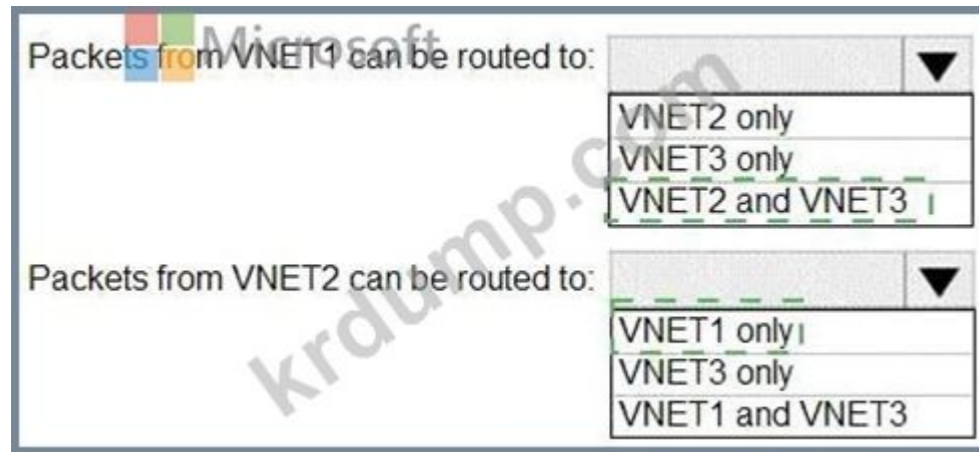 Microsoft
Packets from VNET1 can be routed to:
VNET2 only
VNET3 only
VNET2 and VNET3
Packets from VNET2 can be routed to:
VNET1 only
VNET3 only
VNET1 and VNET3
krdump.com